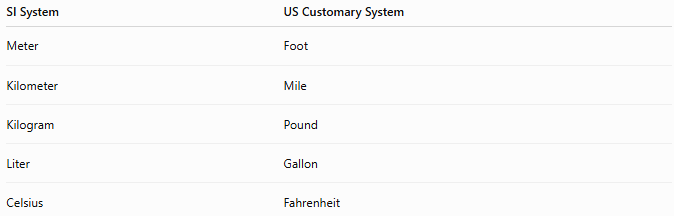 SI System US Customary System
Meter Foot
Kilometer Mile
Kilogram Pound
Liter Gallon
Celsius Fahrenheit